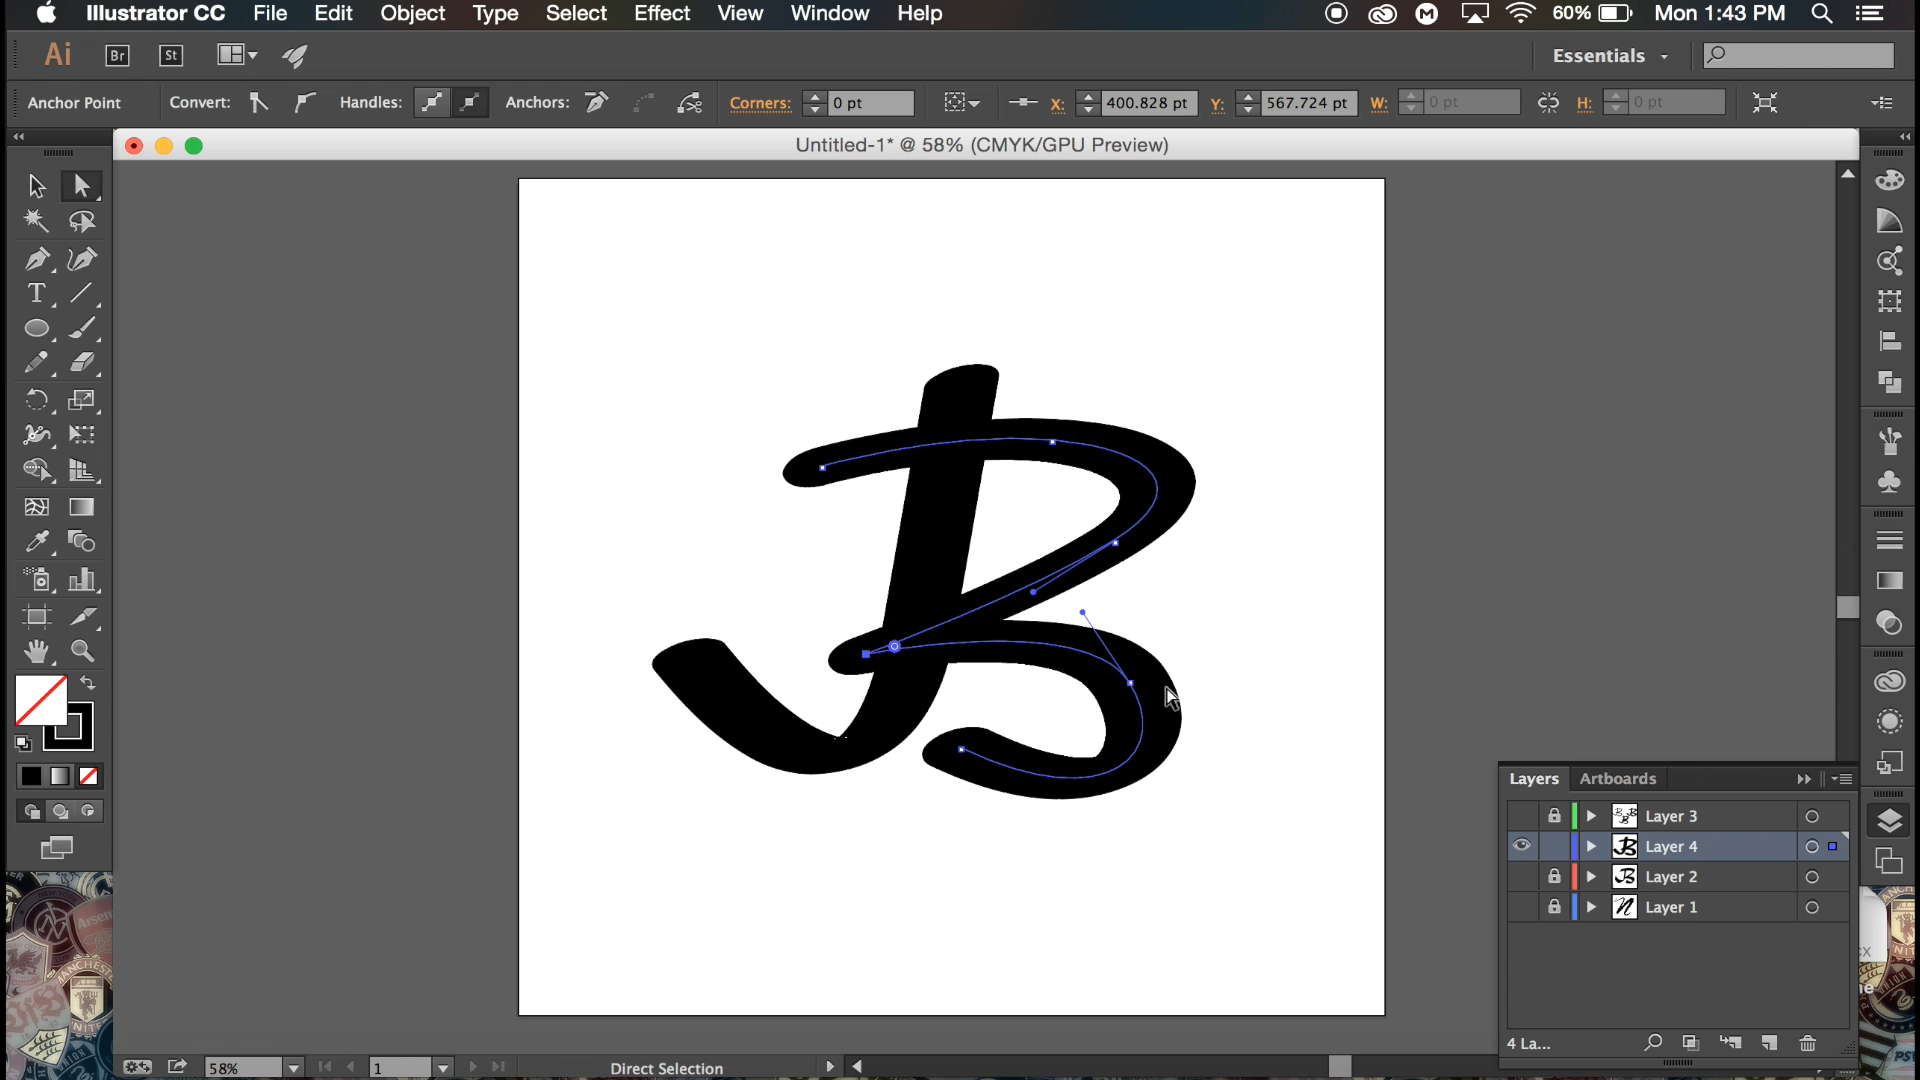 Illustrator CC File Edit Object Type Select Effect View Window Help 60% Mon 1:43 PM
Ai Br St Essentials
Anchor Point Convert: Handles: Anchors: Corners: 0 pt X: 400.828 pt Y: 567.724 pt W: 0 pt H: 0 pt
Untitled-1* @ 58% (CMYK/GPU Preview)
B
Layers Artboards
Layer 3
Layer 4
Layer 2
Layer 1
4 La...
58% 1 Direct Selection